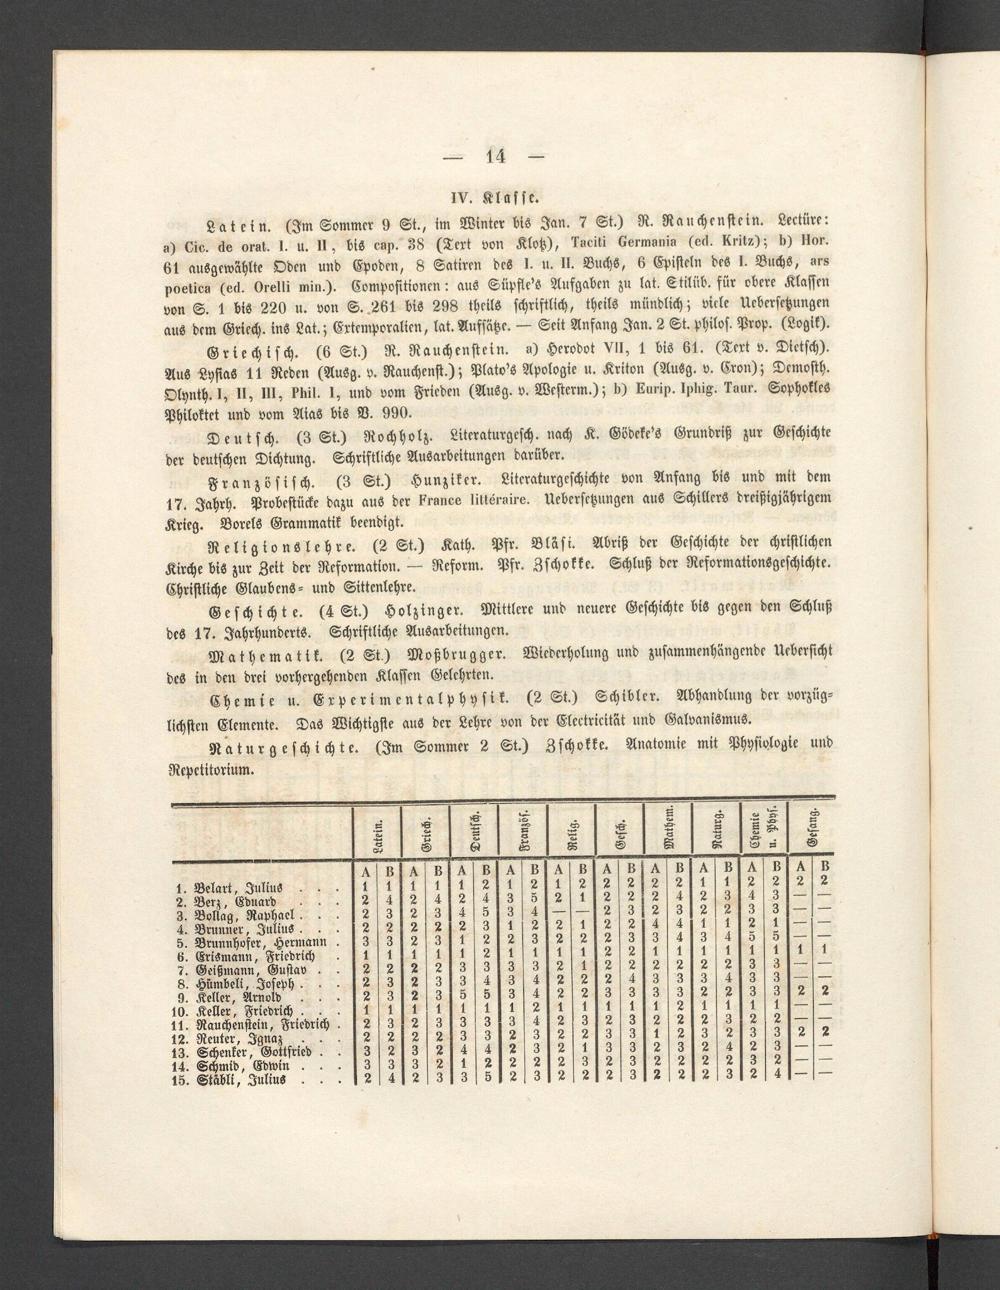 — 14 —
IV. Klasse.
Latein. (Im Sommer 9 St., im Winter bis Jan. 7 St.) R. Rauchenstein. Lectüre:
a) Cic. de orat. I. u. II, bis cap. 38 (Text von Klotz), Taciti Germania (ed. Kritz); b) Hor.
61 ausgewählte Oden und Epoden, 8 Satiren des I. u. II. Buchs, 6 Episteln des I. Buchs, ars
poetica (ed. Orelli min.). Compositionen: aus Süpfle's Aufgaben zu lat. Stilüb. für obere Klassen
von S. 1 bis 220 u. von S. 261 bis 298 theils schriftlich, theils mündlich; viele Uebersetzungen
aus dem Griech. ins Lat.; Extemporalien, lat. Aufsätze. — Seit Anfang Jan. 2 St. philos. Prop. (Logik).
Griechisch. (6 St.) R. Rauchenstein. a) Herodot VII, 1 bis 61. (Text v. Dietsch).
Aus Lysias 11 Reden (Ausg. v. Rauchenst.); Plato's Apologie u. Kriton (Ausg. v. Cron); Demosth.
Olynth. I, II, III, Phil. I, und vom Frieden (Ausg. v. Westerm.); b) Eurip. Iphig. Taur. Sophokles
Philoktet und vom Aias bis V. 990.
Deutsch. (3 St.) Rochholz. Literaturgesch. nach K. Gödeke's Grundriß zur Geschichte
der deutschen Dichtung. Schriftliche Ausarbeitungen darüber.
Französisch. (3 St.) Hunziker. Literaturgeschichte von Anfang bis und mit dem
17. Jahrh. Probestücke dazu aus der France littéraire. Uebersetzungen aus Schillers dreißigjährigem
Krieg. Borels Grammatik beendigt.
Religionslehre. (2 St.) Kath. Pfr. Bläsi. Abriß der Geschichte der christlichen
Kirche bis zur Zeit der Reformation. — Reform. Pfr. Zschokke. Schluß der Reformationsgeschichte.
Christliche Glaubens- und Sittenlehre.
Geschichte. (4 St.) Holzinger. Mittlere und neuere Geschichte bis gegen den Schluß
des 17. Jahrhunderts. Schriftliche Ausarbeitungen.
Mathematik. (2 St.) Moßbrugger. Wiederholung und zusammenhängende Uebersicht
des in den drei vorhergehenden Klassen Gelehrten.
Chemie u. Experimentalphysik. (2 St.) Schibler. Abhandlung der vorzüg-
lichsten Elemente. Das Wichtigste aus der Lehre von der Electricität und Galvanismus.
Naturgeschichte. (Im Sommer 2 St.) Zschokke. Anatomie mit Physiologie und
Repetitorium.
Latein. Griech. Deutsch. Französ. Relig. Gesch. Mathem. Naturg. Chemie u. Phys. Gesang.
A B A B A B A B A B A B A B A B A B A B
1. Belart, Julius . . . 1 1 1 1 1 2 1 2 1 2 2 2 2 2 1 1 2 2 2 2
2. Berz, Eduard . . . 2 4 2 4 2 4 3 5 2 1 2 2 2 4 2 3 4 3 — —
3. Bollag, Raphael . . . 2 3 2 3 4 5 3 4 — — 2 3 2 3 2 2 3 3 — —
4. Brunner, Julius . . . 2 2 2 2 2 3 1 2 2 1 2 2 4 4 1 1 2 1 — —
5. Brunnhofer, Hermann . 3 3 2 3 1 2 2 3 2 2 2 3 3 4 3 4 5 5 — —
6. Erismann, Friedrich . 1 1 1 1 1 2 1 1 1 1 2 2 1 1 1 1 1 1 1 1
7. Geißmann, Gustav . . 2 2 2 2 3 3 3 3 2 1 2 2 2 2 2 2 3 3 — —
8. Hümbeli, Joseph . . . 2 3 2 3 3 4 3 4 2 2 2 4 3 3 3 4 3 3 — —
9. Keller, Arnold . . . 2 3 2 3 5 5 3 4 2 2 3 3 3 3 2 2 3 3 2 2
10. Keller, Friedrich . . . 1 1 1 1 1 1 1 2 1 1 1 1 1 2 1 1 1 1 — —
11. Rauchenstein, Friedrich . 2 3 2 3 3 3 3 4 2 3 2 3 2 2 2 3 2 2 — —
12. Reuter, Ignaz . . . 2 2 2 2 3 3 2 3 2 2 3 3 1 2 3 2 3 3 2 2
13. Schenker, Gottfried . . 3 2 3 2 4 4 2 3 2 1 3 3 2 3 2 4 2 3 — —
14. Schmid, Edwin . . . 3 3 3 2 1 2 2 2 2 3 2 3 2 2 2 2 3 2 — —
15. Stäbli, Julius . . . 2 4 2 3 3 5 2 3 2 2 2 3 2 2 2 3 2 4 — —